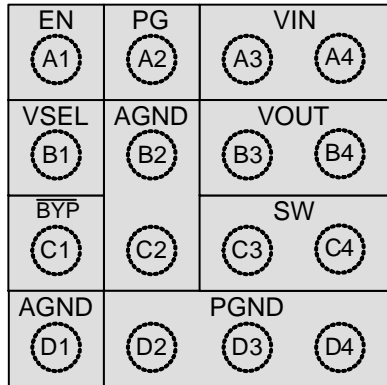 EN PG VIN
A1 A2 A3 A4
VSEL AGND VOUT
B1 B2 B3 B4
BYP SW
C1 C2 C3 C4
AGND PGND
D1 D2 D3 D4